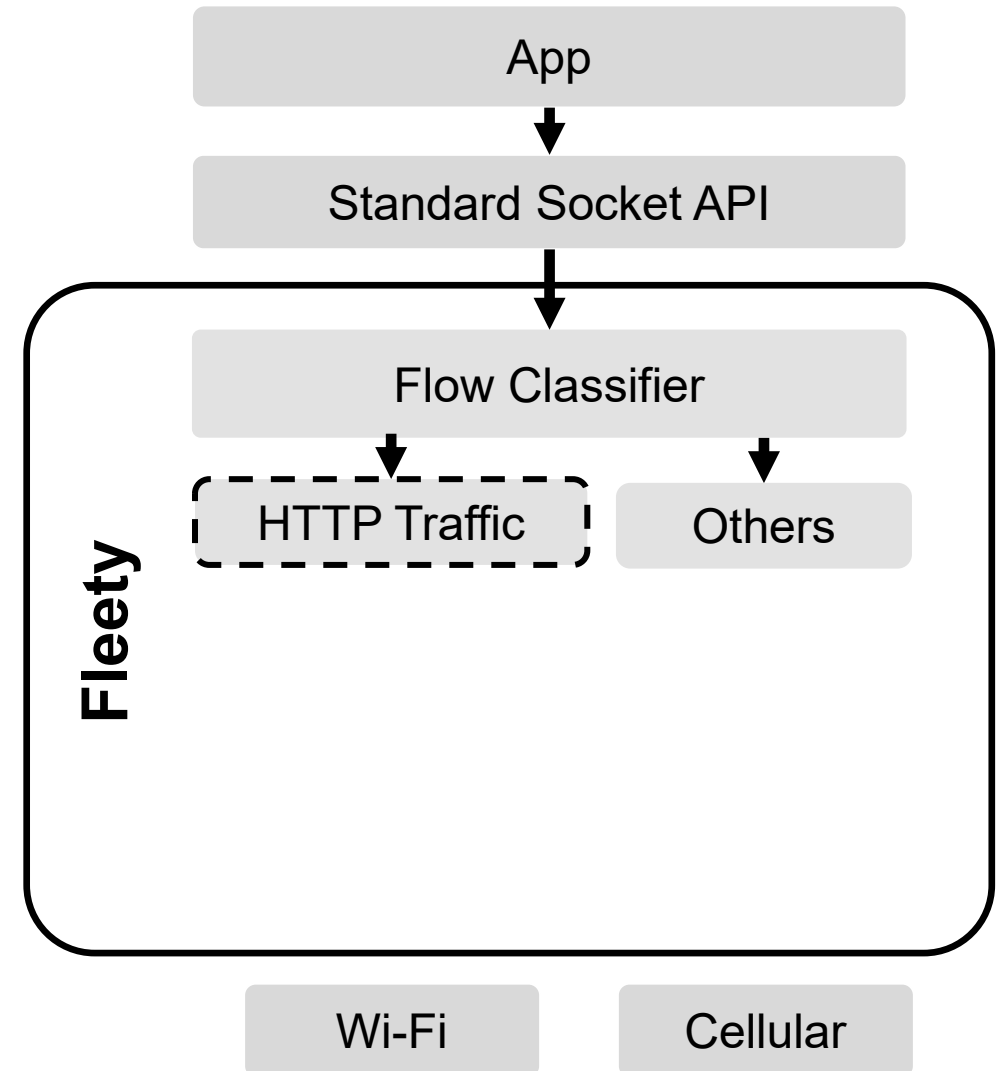 App
Standard Socket API
Flow Classifier
HTTP Traffic
Others
Fleety
Wi-Fi
Cellular